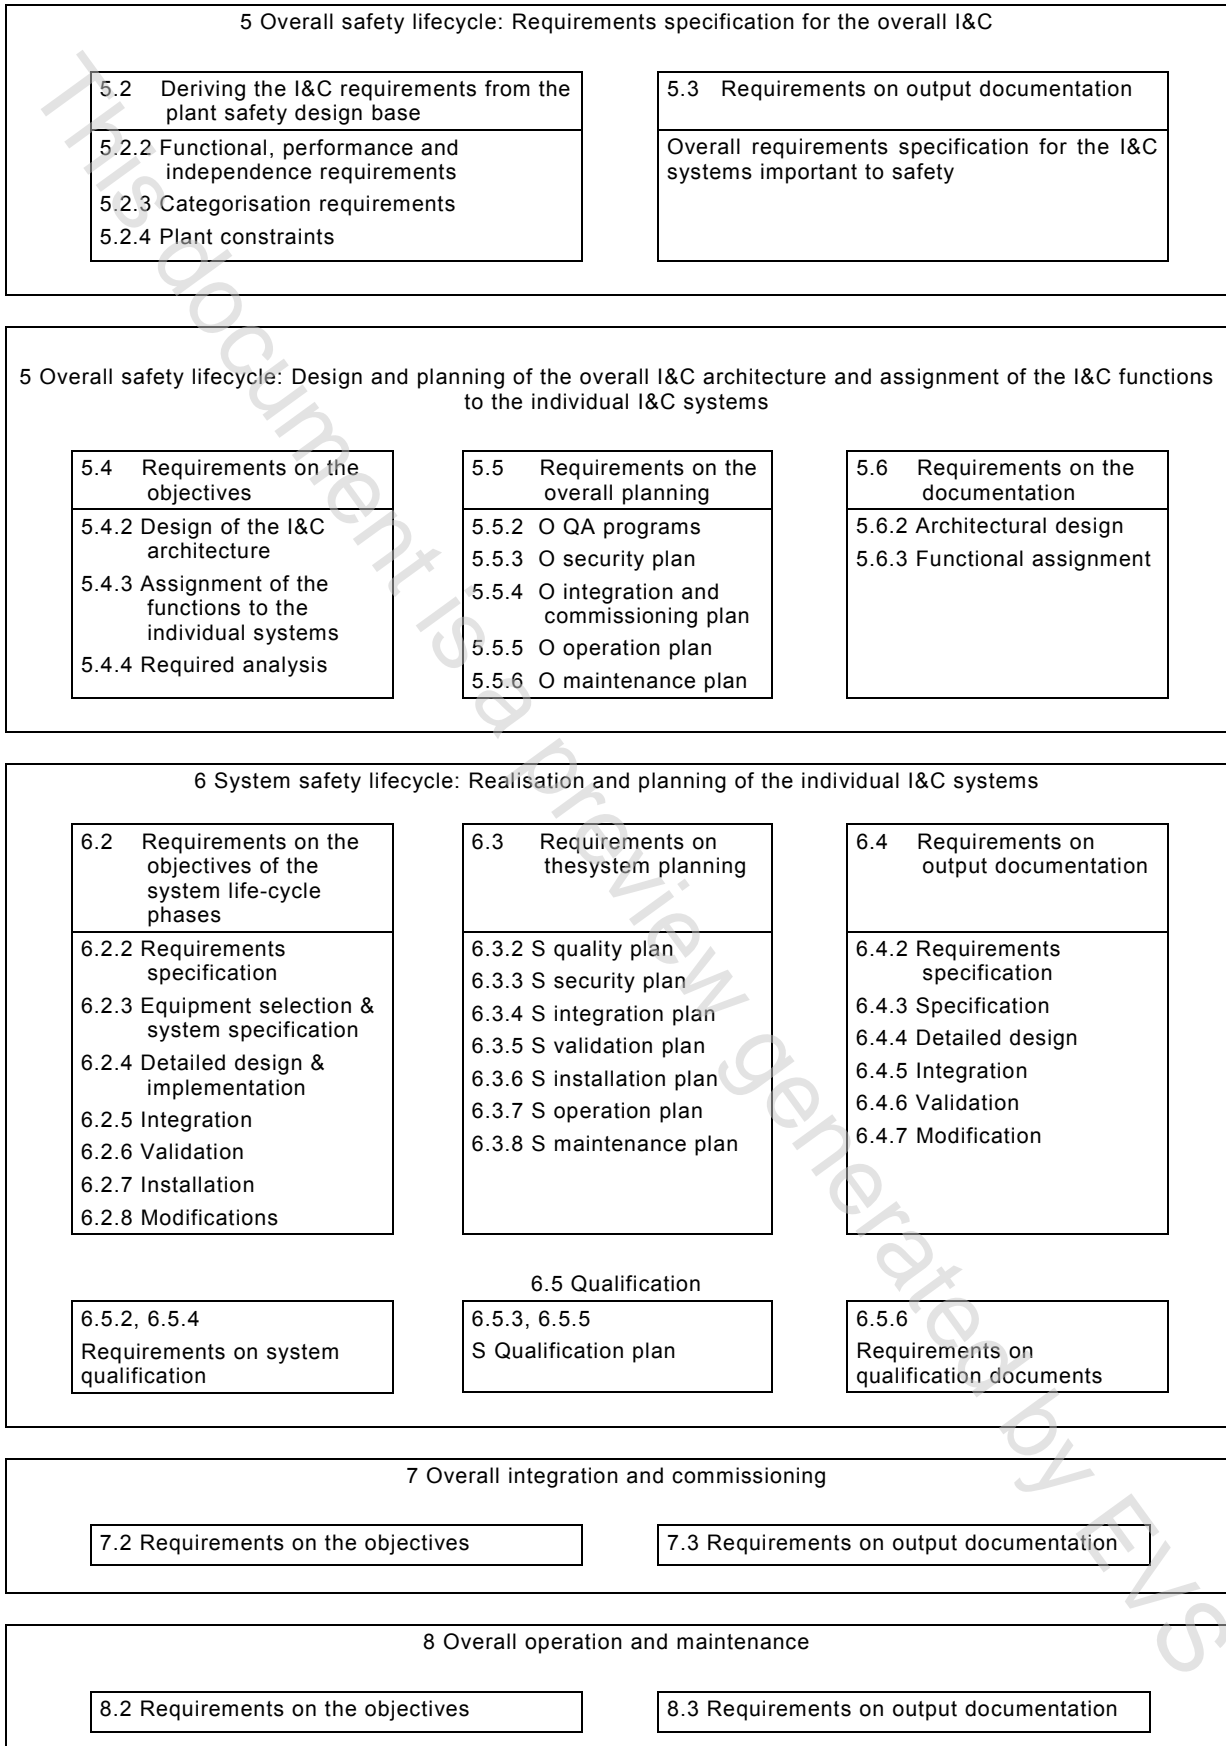 5 Overall safety lifecycle: Requirements specification for the overall I&C
5.2 Deriving the I&C requirements from the
plant safety design base
5.2.2 Functional, performance and
independence requirements
5.2.3 Categorisation requirements
5.2.4 Plant constraints
5.3 Requirements on output documentation
Overall requirements specification for the I&C
systems important to safety
5 Overall safety lifecycle: Design and planning of the overall I&C architecture and assignment of the I&C functions
to the individual I&C systems
5.4 Requirements on the
objectives
5.4.2 Design of the I&C
architecture
5.4.3 Assignment of the
functions to the
individual systems
5.4.4 Required analysis
5.5 Requirements on the
overall planning
5.5.2 O QA programs
5.5.3 O security plan
5.5.4 O integration and
commissioning plan
5.5.5 O operation plan
5.5.6 O maintenance plan
5.6 Requirements on the
documentation
5.6.2 Architectural design
5.6.3 Functional assignment
6 System safety lifecycle: Realisation and planning of the individual I&C systems
6.2 Requirements on the
objectives of the
system life-cycle
phases
6.2.2 Requirements
specification
6.2.3 Equipment selection &
system specification
6.2.4 Detailed design &
implementation
6.2.5 Integration
6.2.6 Validation
6.2.7 Installation
6.2.8 Modifications
6.3 Requirements on
thesystem planning
6.3.2 S quality plan
6.3.3 S security plan
6.3.4 S integration plan
6.3.5 S validation plan
6.3.6 S installation plan
6.3.7 S operation plan
6.3.8 S maintenance plan
6.4 Requirements on
output documentation
6.4.2 Requirements
specification
6.4.3 Specification
6.4.4 Detailed design
6.4.5 Integration
6.4.6 Validation
6.4.7 Modification
6.5 Qualification
6.5.2, 6.5.4
Requirements on system
qualification
6.5.3, 6.5.5
S Qualification plan
6.5.6
Requirements on
qualification documents
7 Overall integration and commissioning
7.2 Requirements on the objectives
7.3 Requirements on output documentation
8 Overall operation and maintenance
8.2 Requirements on the objectives
8.3 Requirements on output documentation
This document is a preview generated by EVS